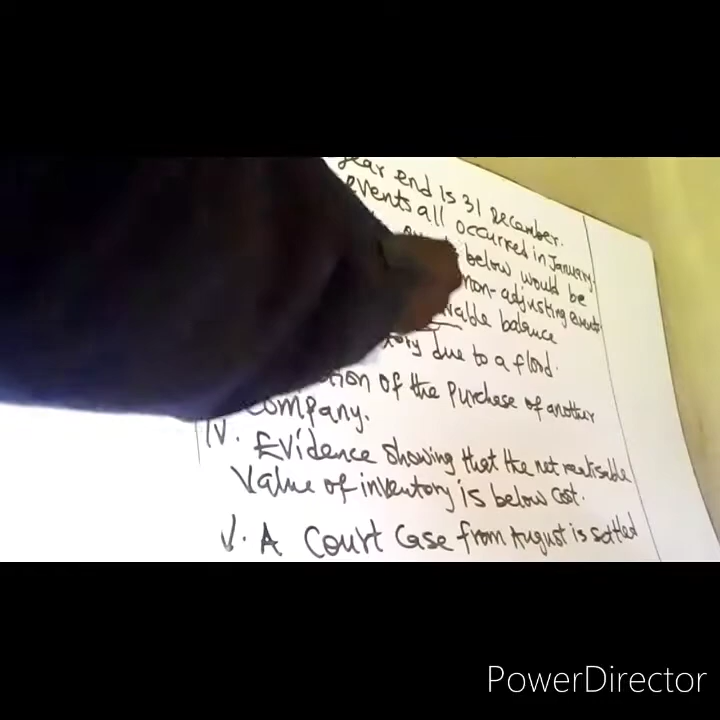 year end is 31 December.
events all occurred in January.
below would be
non-adjusting events
balance
due to a flood.
of the purchase of another
company.
IV. Evidence showing that the net realisable
value of inventory is below cost.
V. A Court Case from August is settled
PowerDirector